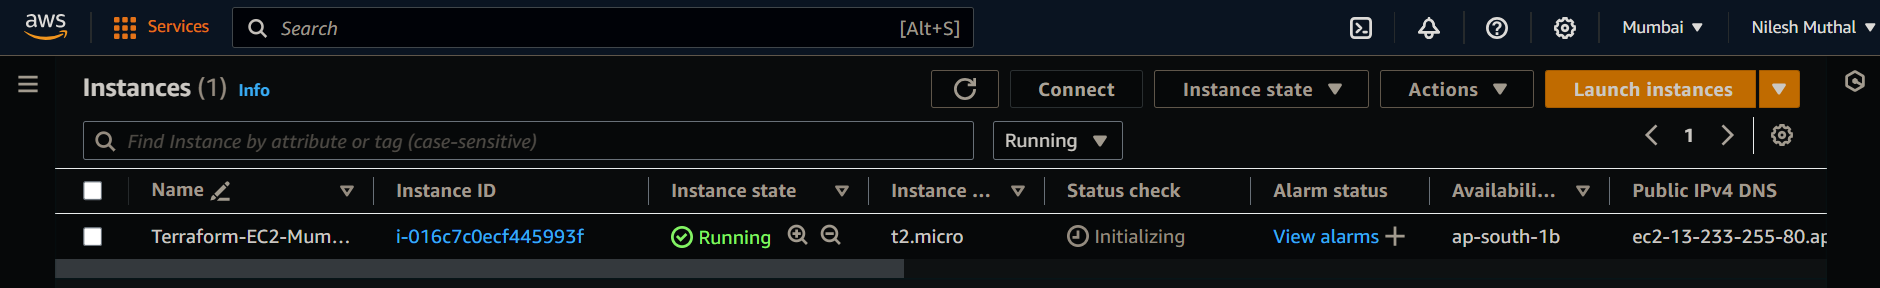 aws Services Search [Alt+S] Mumbai Nilesh Muthal
Instances (1) Info Connect Instance state Actions Launch instances
Find Instance by attribute or tag (case-sensitive) Running 1
Name Instance ID Instance state Instance ... Status check Alarm status Availabili... Public IPv4 DNS
Terraform-EC2-Mum... i-016c7c0ecf445993f Running t2.micro Initializing View alarms + ap-south-1b ec2-13-233-255-80.ap